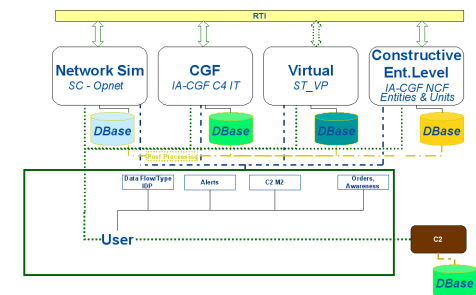 RTI
Network Sim
SC - Opnet
CGF
IA-CGF C4 IT
Virtual
ST_VP
Constructive
Ent.Level
IA-CGF NCF
Entities & Units
DBase
DBase
DBase
DBase
Post Processing
Data Flow/Type
IDP
Alerts
C2 M2
Orders,
Awareness
User
C2
DBase